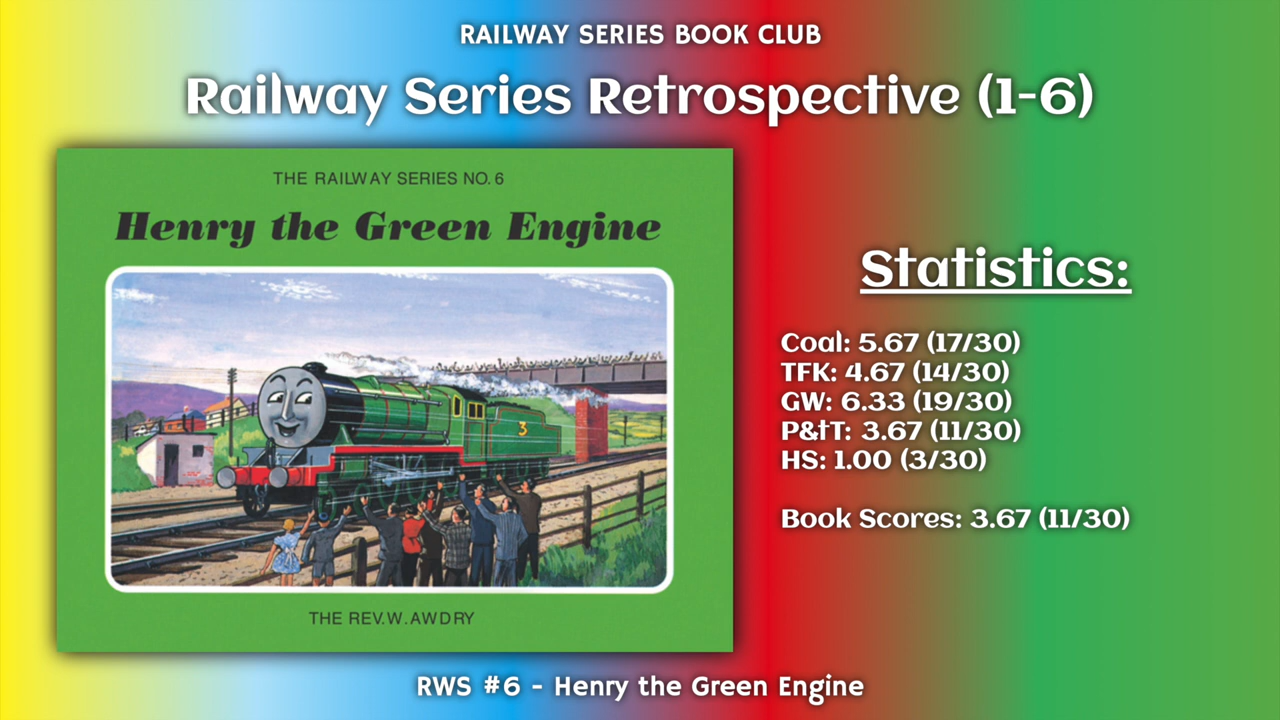 RAILWAY SERIES BOOK CLUB
Railway Series Retrospective (1-6)
THE RAILWAY SERIES NO. 6
Henry the Green Engine
3
THE REV. W. AWDRY
Statistics:
Coal: 5.67 (17/30)
TFK: 4.67 (14/30)
GW: 6.33 (19/30)
P&tT: 3.67 (11/30)
HS: 1.00 (3/30)
Book Scores: 3.67 (11/30)
RWS #6 - Henry the Green Engine